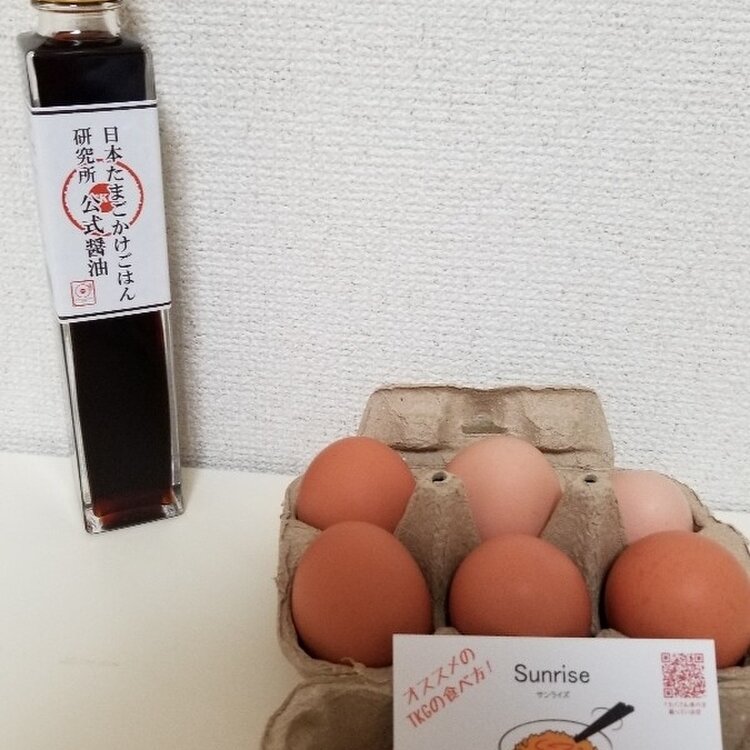 日本たまごかけごはん
研究所 公式醤油
オススメの
TKGの食べ方!
Sunrise
サンライズ